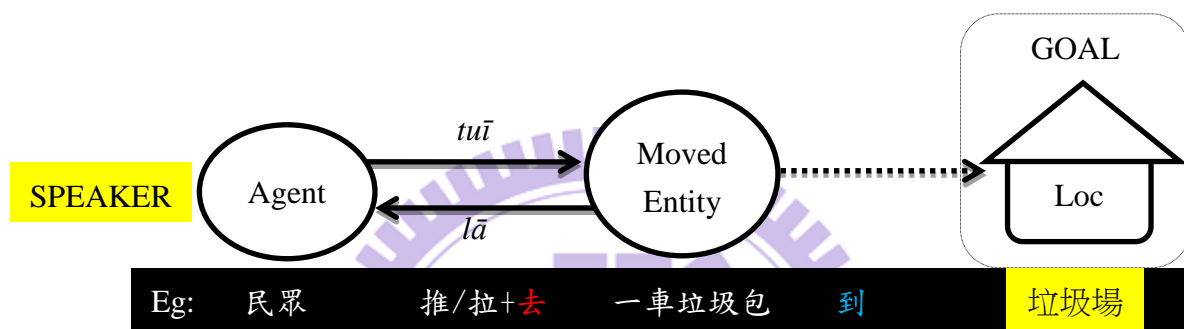 GOAL
tuī
Moved
Entity
SPEAKER
Agent
Loc
lā
Eg: 民眾 推/拉+去 一車垃圾包 到 垃圾場